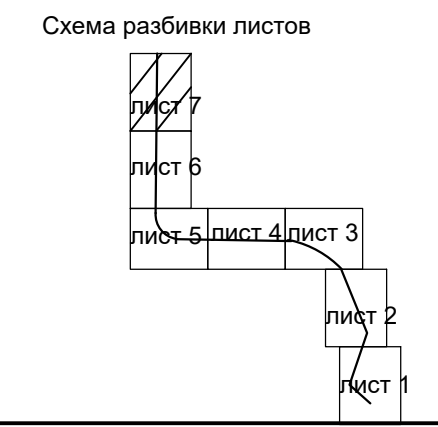 Схема разбивки листов
лист 7
лист 6
лист 5 лист 4 лист 3
лист 2
лист 1